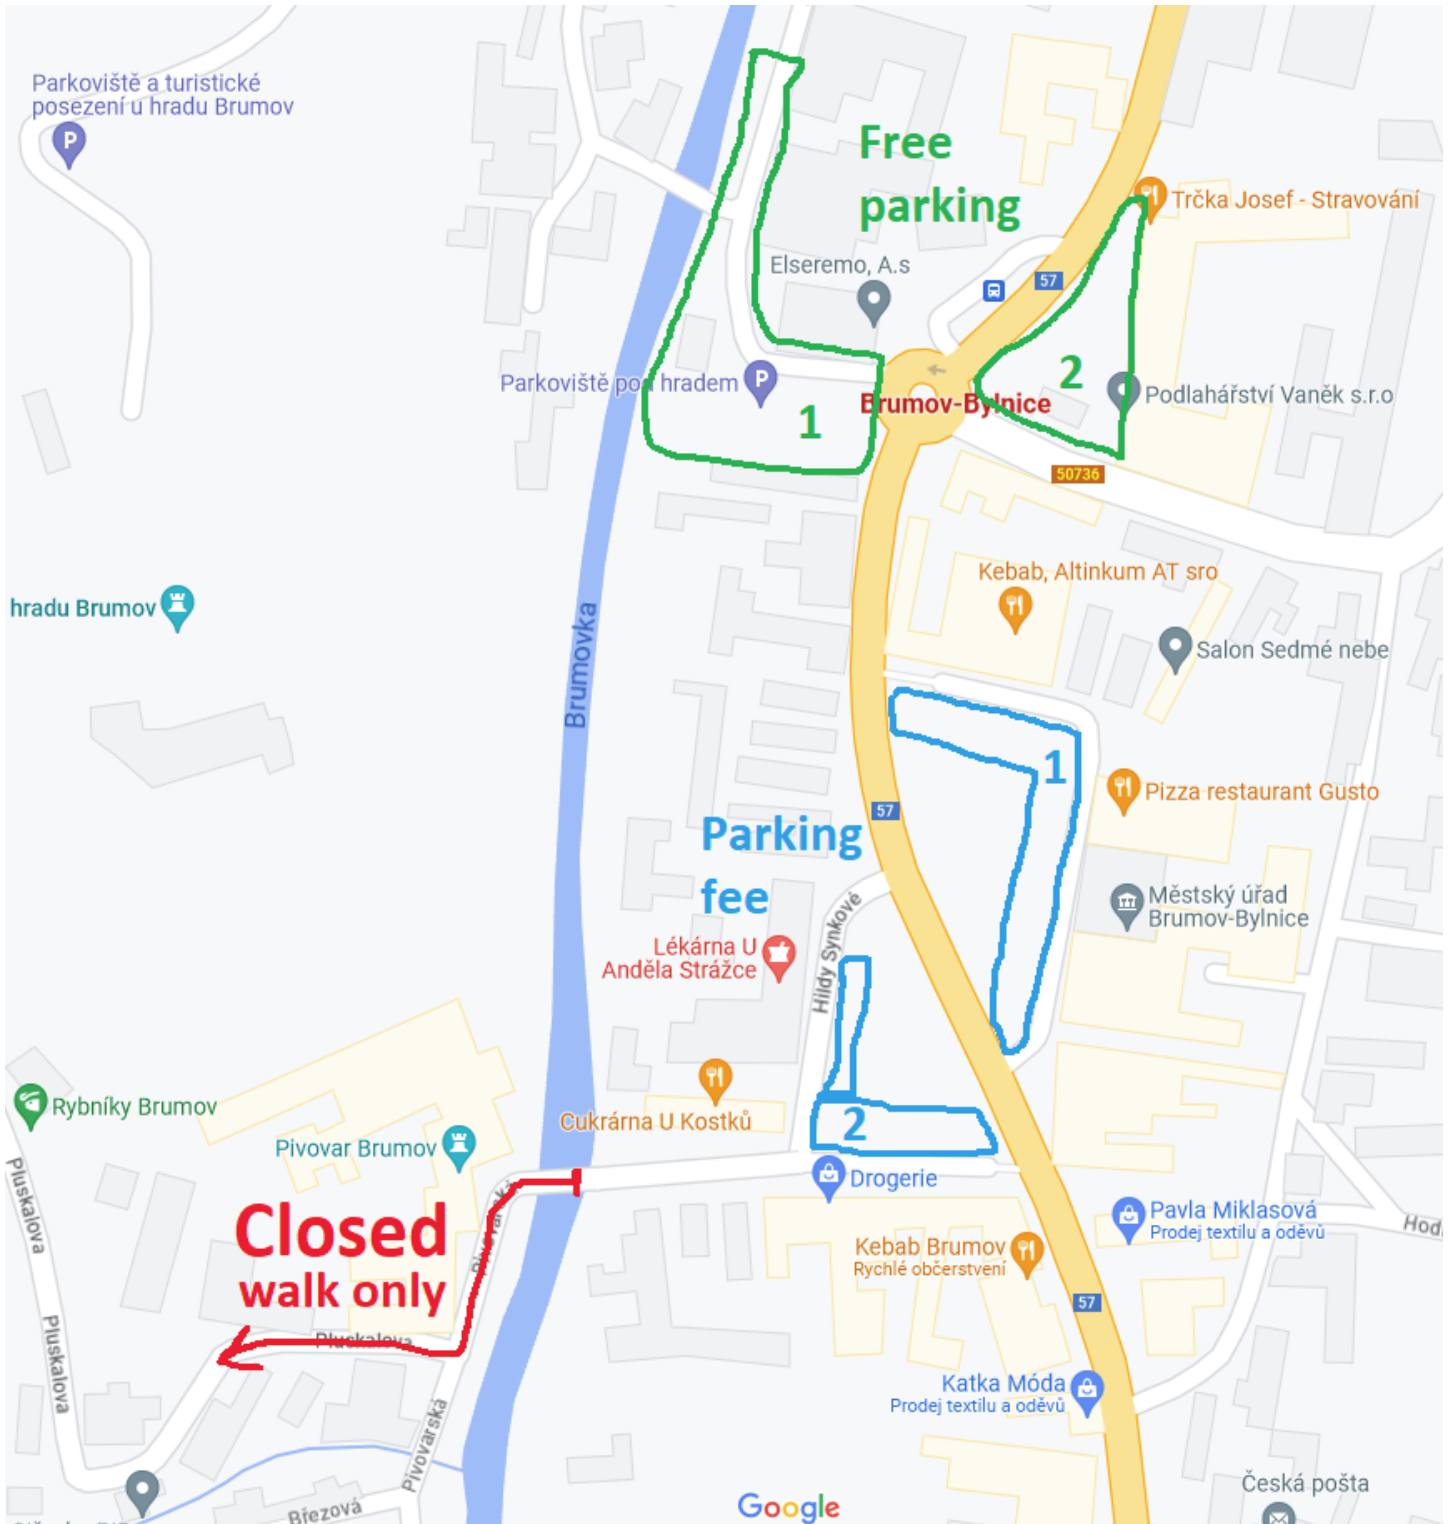 Parkoviště a turistické
posezení u hradu Brumov
P
Free
parking
Trčka Josef - Stravování
Elseremo, A.s
57
2
Parkoviště pod hradem
P
Podlahářství Vaněk s.r.o
1
Brumov-Bylnice
50736
Kebab, Altinkum AT sro
hradu Brumov
Salon Sedmé nebe
Brumovka
1
Pizza restaurant Gusto
57
Parking
fee
Městský úřad
Brumov-Bylnice
Hildy Synkové
Lékárna U
Anděla Strážce
Rybníky Brumov
Cukrárna U Kostků
2
Pivovar Brumov
Drogerie
Pluskalova
Pivovarská
Closed
walk only
Pavla Miklasová
Prodej textilu a oděvů
Kebab Brumov
Rychlé občerstvení
57
Pluskalova
Pluskalova
Katka Móda
Prodej textilu a oděvů
Pivovarská
Březová
Google
Česká pošta